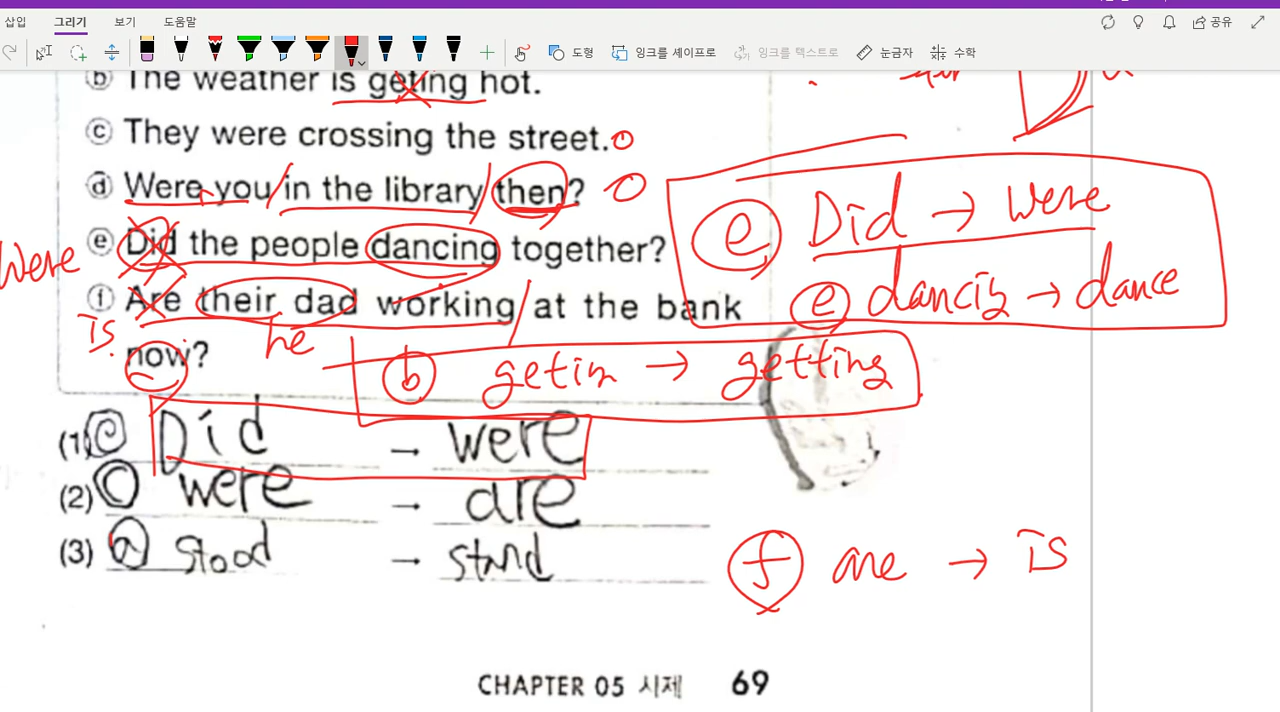 삽입 그리기 보기 도움말
공유
도형 잉크를 셰이프로 잉크를 텍스트로 눈금자 수학
ⓑ The weather is geting hot.
ⓒ They were crossing the street. O
ⓓ Were you in the library then? O
ⓔ Did the people dancing together?
Were
ⓕ Are their dad working at the bank
is he
now?
ⓔ Did → were
ⓔ dancing → dance
ⓑ getin → getting
(1) ⓔ Did → were
(2) ⓒ were → are
(3) ⓐ stood → stand
ⓕ are → is
CHAPTER 05 시제 69